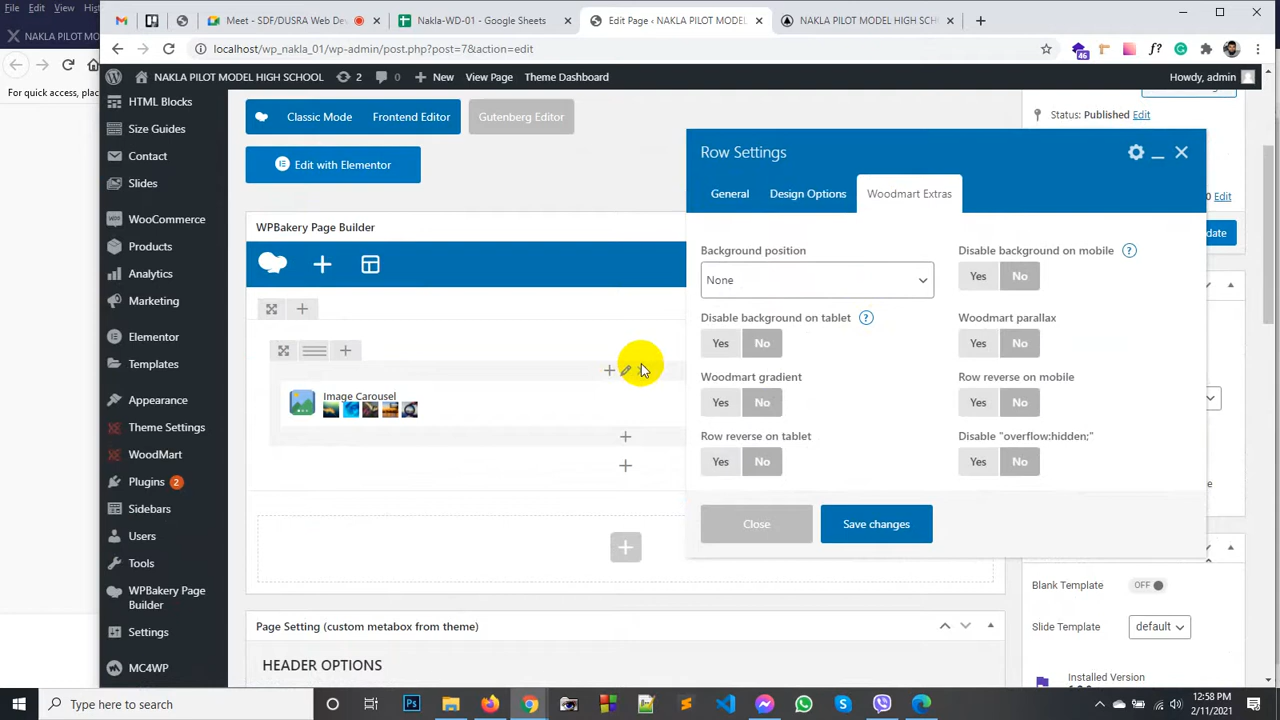 File Edit View His
NAKLA PILOT M
For quick access, plac
Meet - SDF/DUSRA Web Dev
Nakla-WD-01 - Google Sheets
Edit Page ‹ NAKLA PILOT MODEL
NAKLA PILOT MODEL HIGH SCH
localhost/wp_nakla_01/wp-admin/post.php?post=7&action=edit
46
f?
NAKLA PILOT MODEL HIGH SCHOOL
2
0
New
View Page
Theme Dashboard
Howdy, admin
HTML Blocks
Size Guides
Contact
Slides
WooCommerce
Products
Analytics
Marketing
Elementor
Templates
Appearance
Theme Settings
WoodMart
Plugins 2
Sidebars
Users
Tools
WPBakery Page
Builder
Settings
MC4WP
Classic Mode
Frontend Editor
Gutenberg Editor
Edit with Elementor
WPBakery Page Builder
Image Carousel
Page Setting (custom metabox from theme)
HEADER OPTIONS
Row Settings
General
Design Options
Woodmart Extras
Background position
None
Disable background on mobile ?
Yes No
Disable background on tablet ?
Yes No
Woodmart parallax
Yes No
Woodmart gradient
Yes No
Row reverse on mobile
Yes No
Row reverse on tablet
Yes No
Disable "overflow:hidden;"
Yes No
Close
Save changes
Status: Published Edit
Edit
date
Blank Template OFF
Slide Template default
Installed Version
Type here to search
12:58 PM
2/11/2021